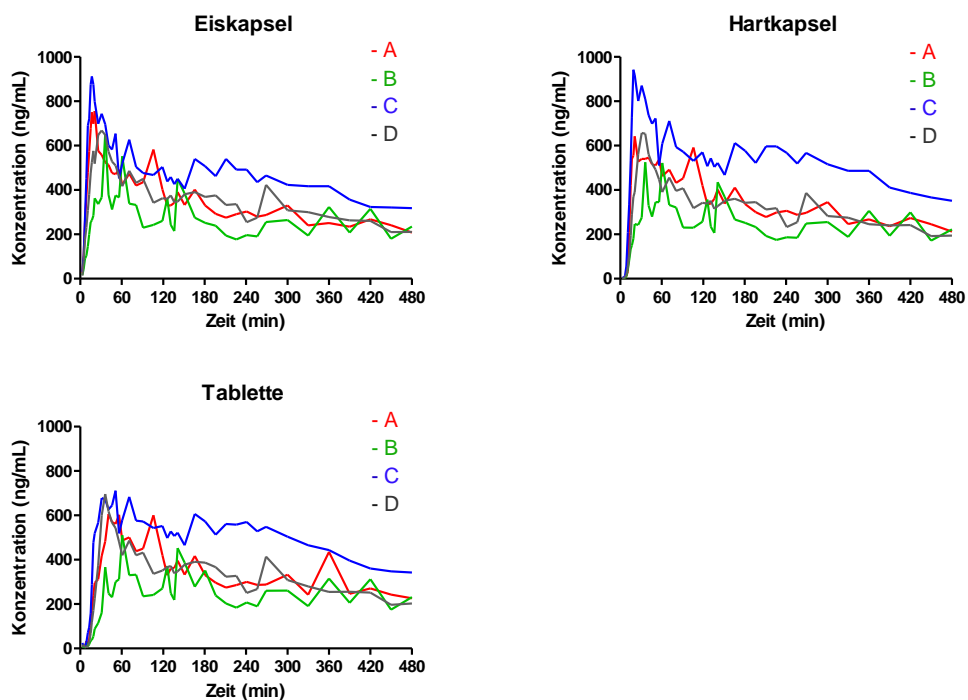 Eiskapsel
Konzentration (ng/mL)
1000
800
600
400
200
0
0 60 120 180 240 300 360 420 480
Zeit (min)
- A
- B
- C
- D
Hartkapsel
Konzentration (ng/mL)
1000
800
600
400
200
0
0 60 120 180 240 300 360 420 480
Zeit (min)
- A
- B
- C
- D
Tablette
Konzentration (ng/mL)
1000
800
600
400
200
0
0 60 120 180 240 300 360 420 480
Zeit (min)
- A
- B
- C
- D